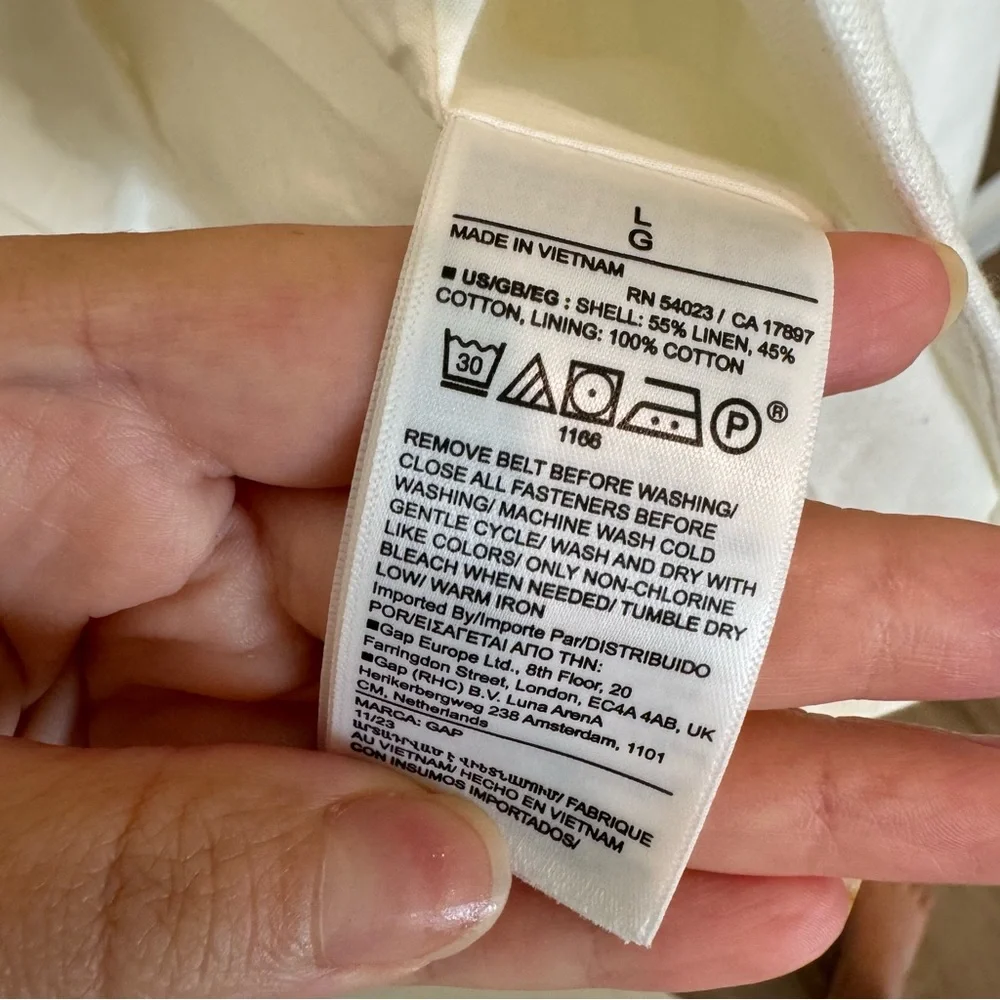 L
G
MADE IN VIETNAM
RN 54023 / CA 17897
■ US/GB/EG : SHELL: 55% LINEN, 45%
COTTON, LINING: 100% COTTON
30
P
®
1166
REMOVE BELT BEFORE WASHING/
CLOSE ALL FASTENERS BEFORE
WASHING/ MACHINE WASH COLD
GENTLE CYCLE/ WASH AND DRY WITH
LIKE COLORS/ ONLY NON-CHLORINE
BLEACH WHEN NEEDED/ TUMBLE DRY
LOW/ WARM IRON
Imported By/Importe Par/DISTRIBUIDO
POR/ΕΙΣΑΓΕΤΑΙ ΑΠΟ ΤΗΝ:
■Gap Europe Ltd., 8th Floor, 20
Farringdon Street, London, EC4A 4AB, UK
■Gap (RHC) B.V. Luna ArenA
Herikerbergweg 238 Amsterdam, 1101
CM, Netherlands
MARCA: GAP
11/23
FABRIQUE
AU VIETNAM/ HECHO EN VIETNAM
CON INSUMOS IMPORTADOS/